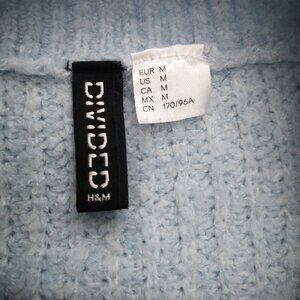 DIVIDED
H&M
EUR M
US M
CA M
MX M
CN 170/96A